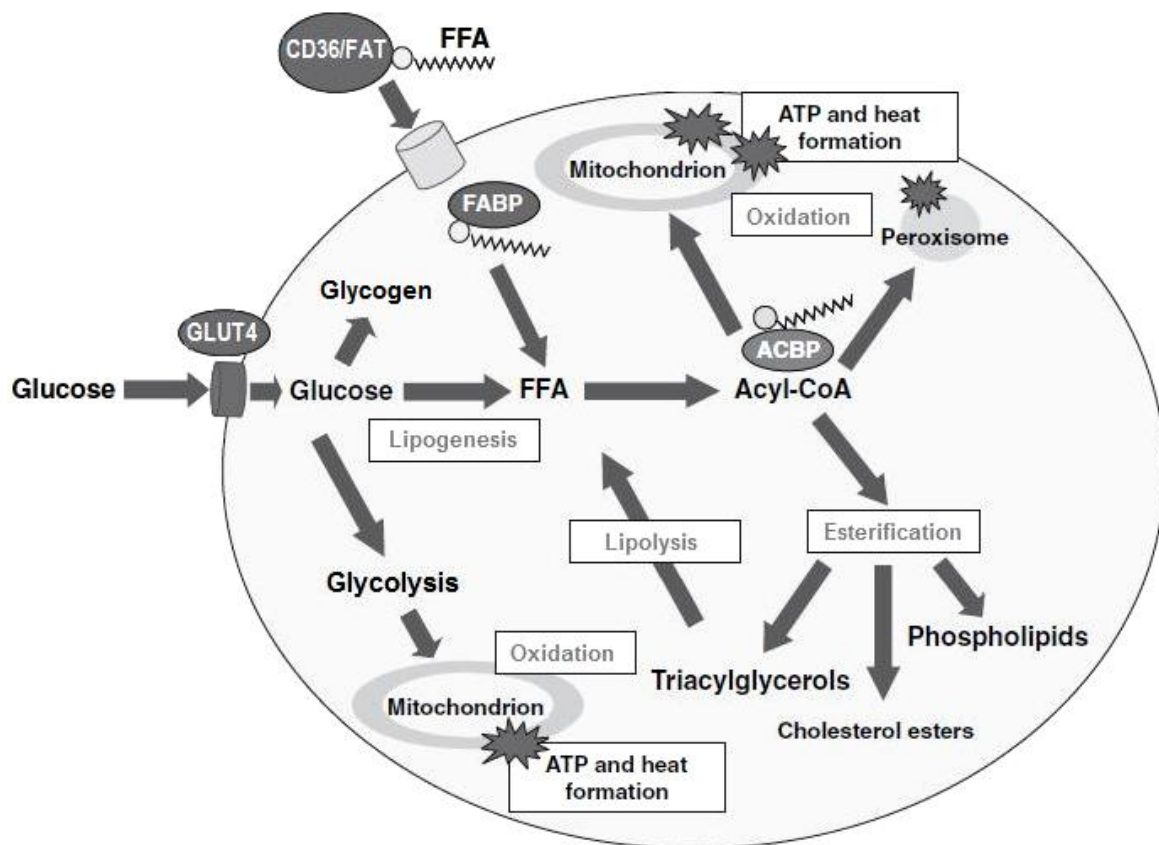 CD36/FAT
FFA
ATP and heat
formation
Mitochondrion
FABP
Oxidation
Peroxisome
Glycogen
GLUT4
ACBP
Glucose
Glucose
FFA
Acyl-CoA
Lipogenesis
Lipolysis
Esterification
Glycolysis
Phospholipids
Oxidation
Triacylglycerols
Mitochondrion
Cholesterol esters
ATP and heat
formation